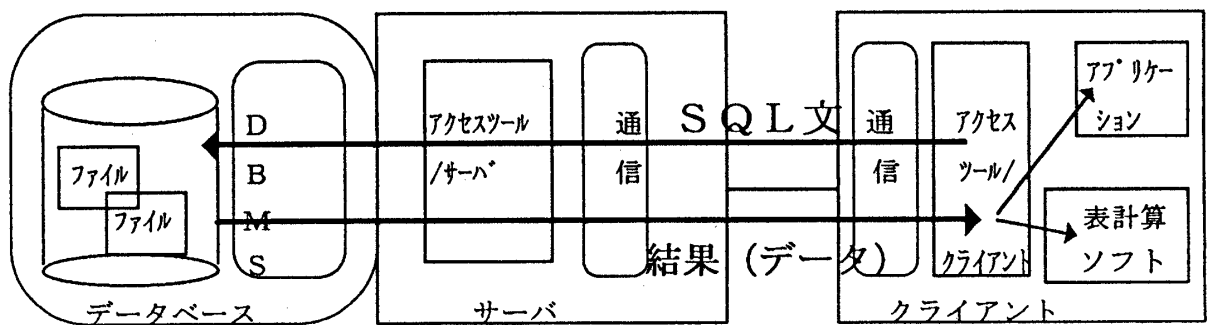 ファイル
ファイル
データベース
D
B
M
S
アクセスツール
/サーバ
通
信
サーバ
SQL文
結果(データ)
通
信
アクセス
ツール/
クライアント
アプリケー
ション
表計算
ソフト
クライアント